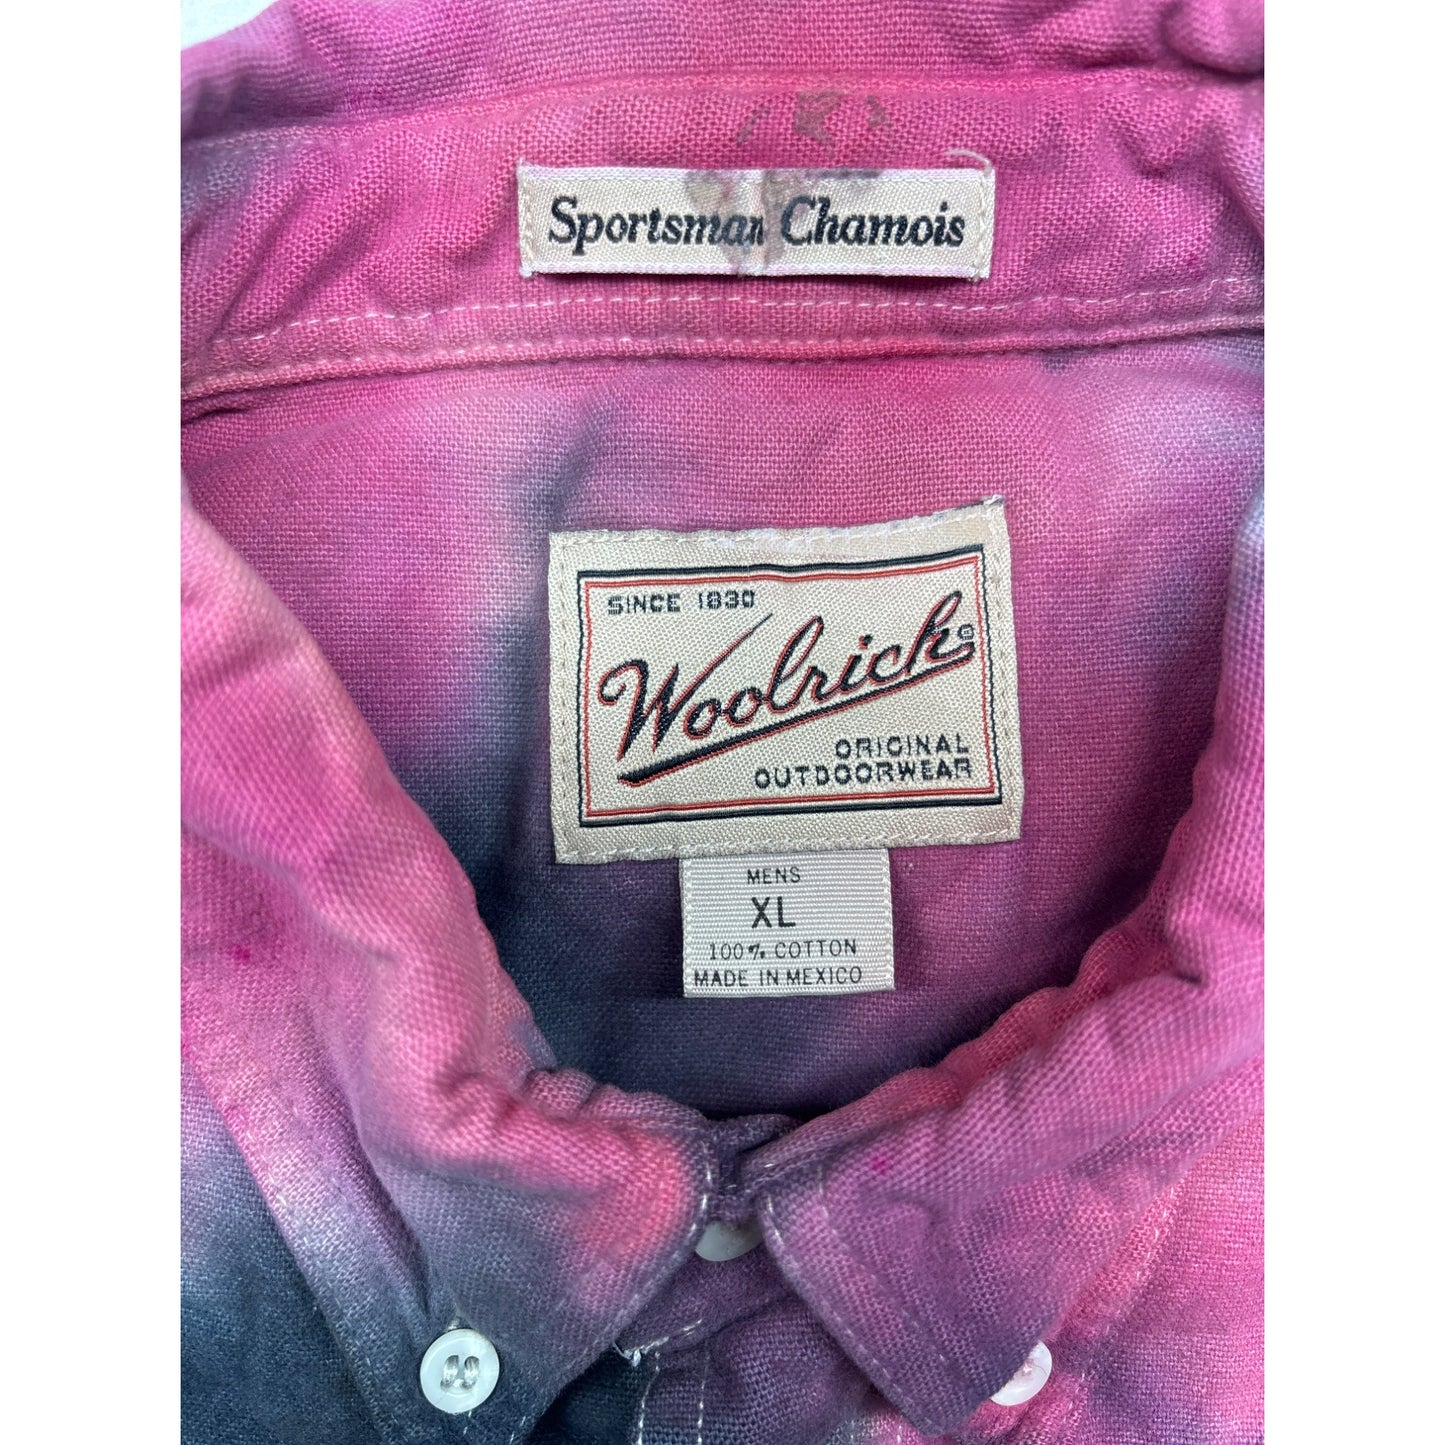 Sportsman Chamois
SINCE 1830
Woolrich®
ORIGINAL
OUTDOORWEAR
MENS
XL
100% COTTON
MADE IN MEXICO